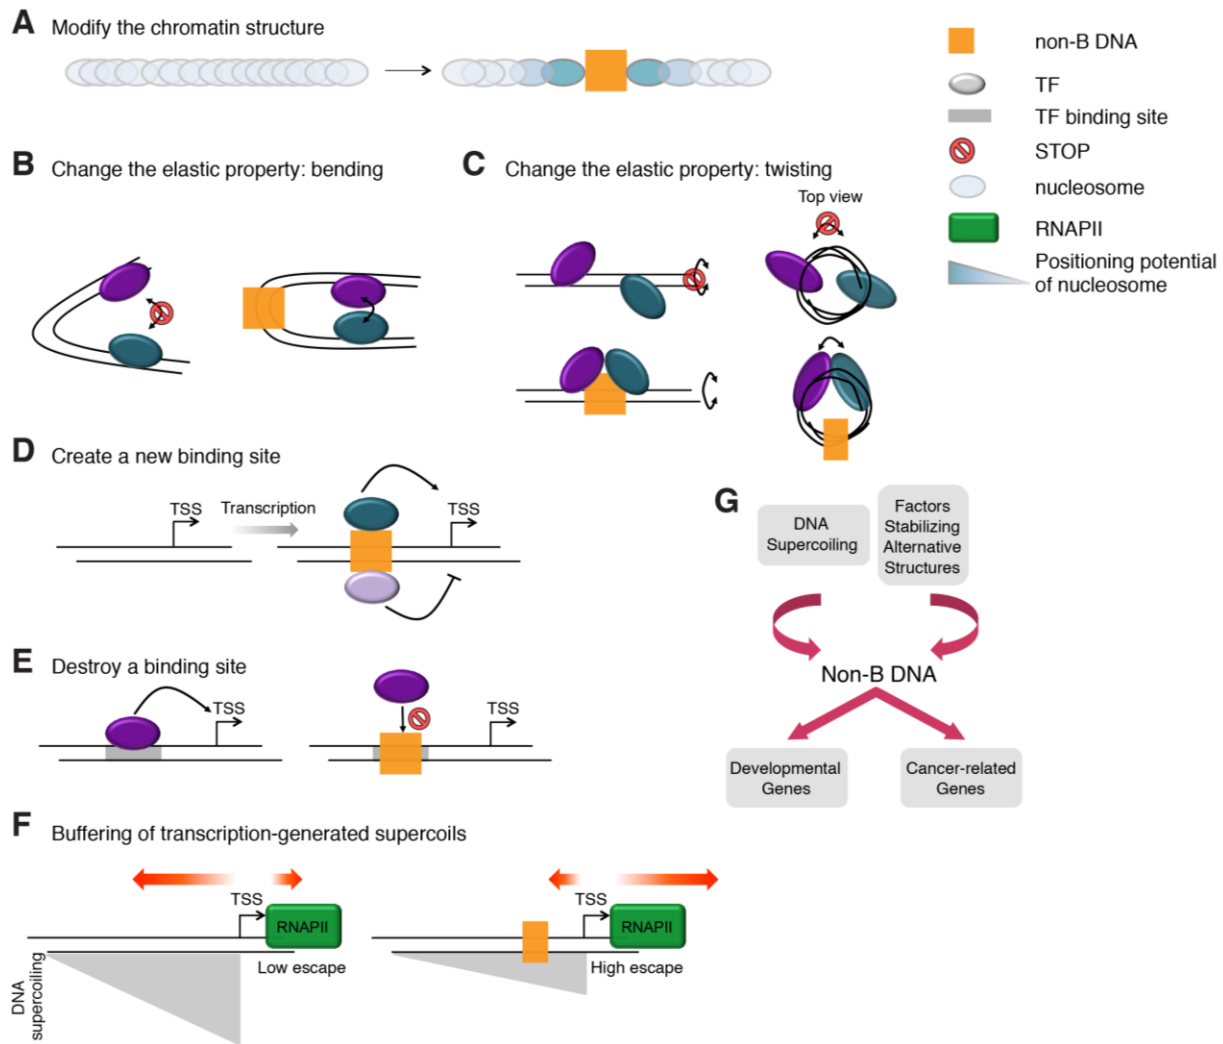 A Modify the chromatin structure
non-B DNA
TF
TF binding site
STOP
nucleosome
RNAPII
Positioning potential
of nucleosome
B Change the elastic property: bending
C Change the elastic property: twisting
Top view
D Create a new binding site
TSS
Transcription
TSS
E Destroy a binding site
TSS
TSS
F Buffering of transcription-generated supercoils
TSS
RNAPII
Low escape
DNA
supercoiling
TSS
RNAPII
High escape
G
DNA
Supercoiling
Factors
Stabilizing
Alternative
Structures
Non-B DNA
Developmental
Genes
Cancer-related
Genes